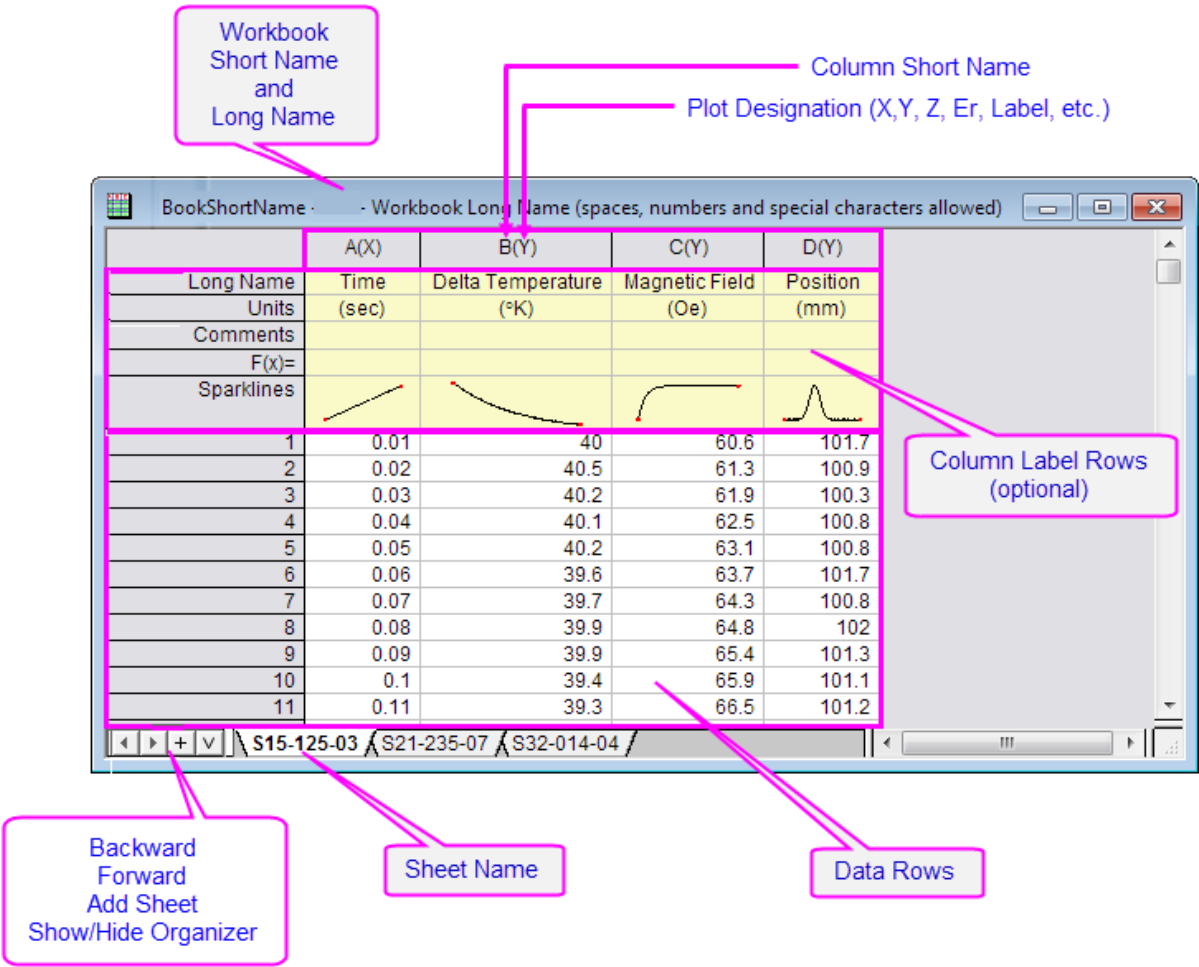 Workbook
Short Name
and
Long Name
Column Short Name
Plot Designation (X,Y, Z, Er, Label, etc.)
BookShortName - - Workbook Long Name (spaces, numbers and special characters allowed)
A(X) B(Y) C(Y) D(Y)
Long Name Time Delta Temperature Magnetic Field Position
Units (sec) (°K) (Oe) (mm)
Comments
F(x)=
Sparklines
1 0.01 40 60.6 101.7
2 0.02 40.5 61.3 100.9
3 0.03 40.2 61.9 100.3
4 0.04 40.1 62.5 100.8
5 0.05 40.2 63.1 100.8
6 0.06 39.6 63.7 101.7
7 0.07 39.7 64.3 100.8
8 0.08 39.9 64.8 102
9 0.09 39.9 65.4 101.3
10 0.1 39.4 65.9 101.1
11 0.11 39.3 66.5 101.2
Column Label Rows
(optional)
S15-125-03 S21-235-07 S32-014-04
Backward
Forward
Add Sheet
Show/Hide Organizer
Sheet Name
Data Rows